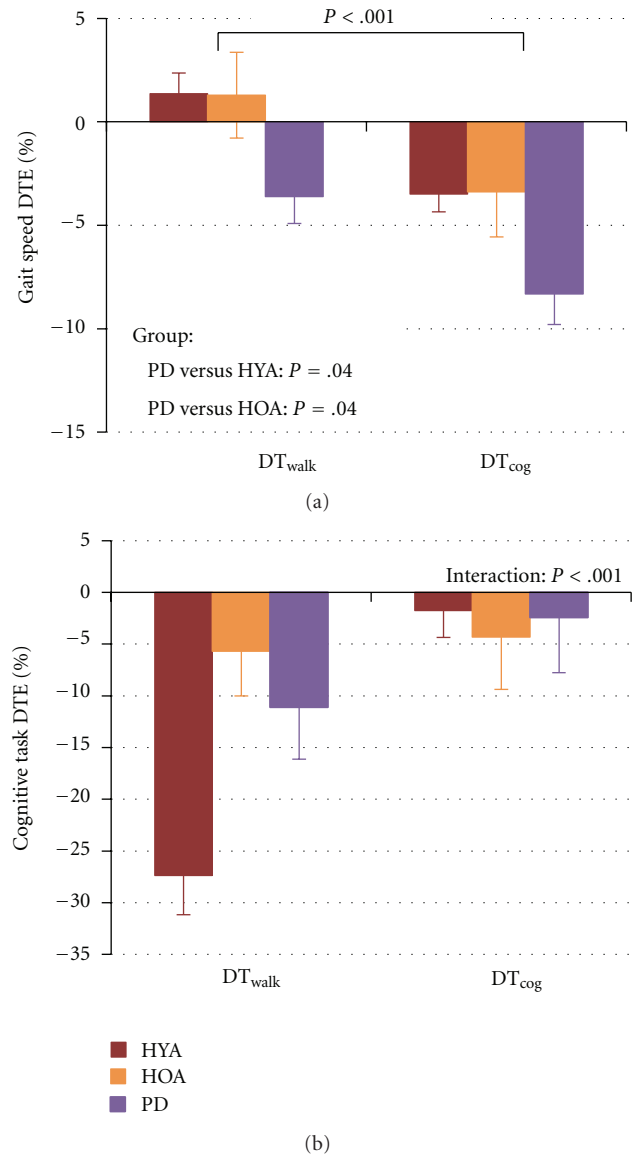 5
P < .001
0
−5
−10
−15
Gait speed DTE (%)
Group:
PD versus HYA: P = .04
PD versus HOA: P = .04
DTwalk
DTcog
(a)
5
0
−5
−10
−15
−20
−25
−30
−35
Cognitive task DTE (%)
Interaction: P < .001
DTwalk
DTcog
HYA
HOA
PD
(b)